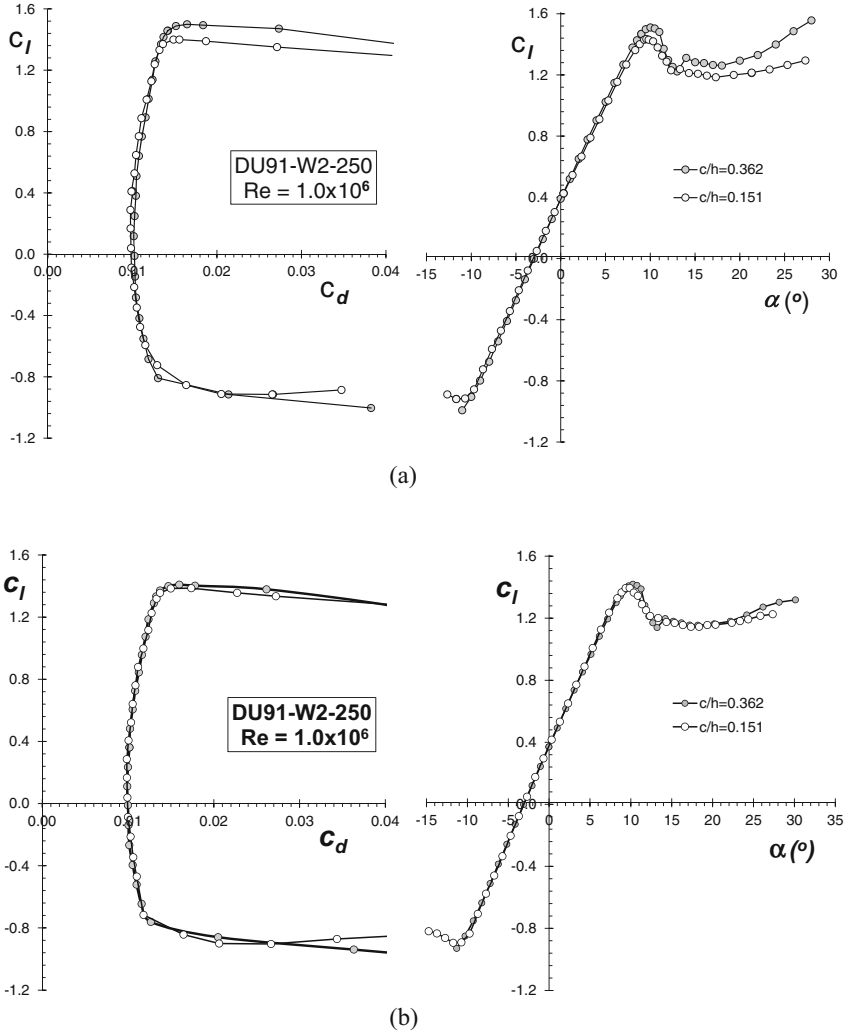 1.6
C_l
1.2
0.8
0.4
0.0
-0.4
-0.8
-1.2
0.00 0.01 0.02 0.03 0.04
C_d
DU91-W2-250
Re = 1.0x10⁶
1.6
C_l
1.2
0.8
0.4
0.0
-0.4
-0.8
-1.2
-15 -10 -5 0 5 10 15 20 25 30
α (°)
c/h=0.362
c/h=0.151
(a)
1.6
c_l
1.2
0.8
0.4
0.0
-0.4
-0.8
-1.2
0.00 0.01 0.02 0.03 0.04
c_d
DU91-W2-250
Re = 1.0x10⁶
1.6
c_l
1.2
0.8
0.4
0.0
-0.4
-0.8
-1.2
-15 -10 -5 0 5 10 15 20 25 30 35
α(°)
c/h=0.362
c/h=0.151
(b)